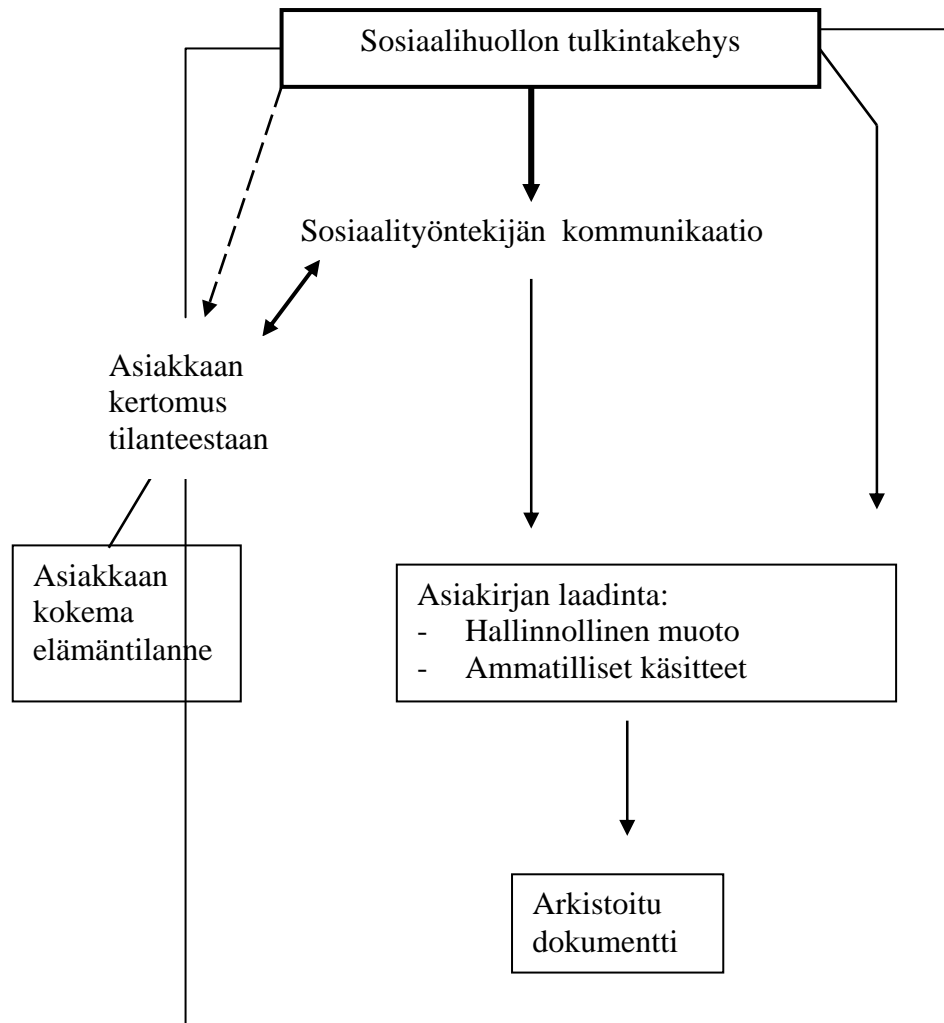 Sosiaalihuollon tulkintakehys
Sosiaalityöntekijän kommunikaatio
Asiakkaan
kertomus
tilanteestaan
Asiakkaan
kokema
elämäntilanne
Asiakirjan laadinta:
- Hallinnollinen muoto
- Ammatilliset käsitteet
Arkistoitu
dokumentti